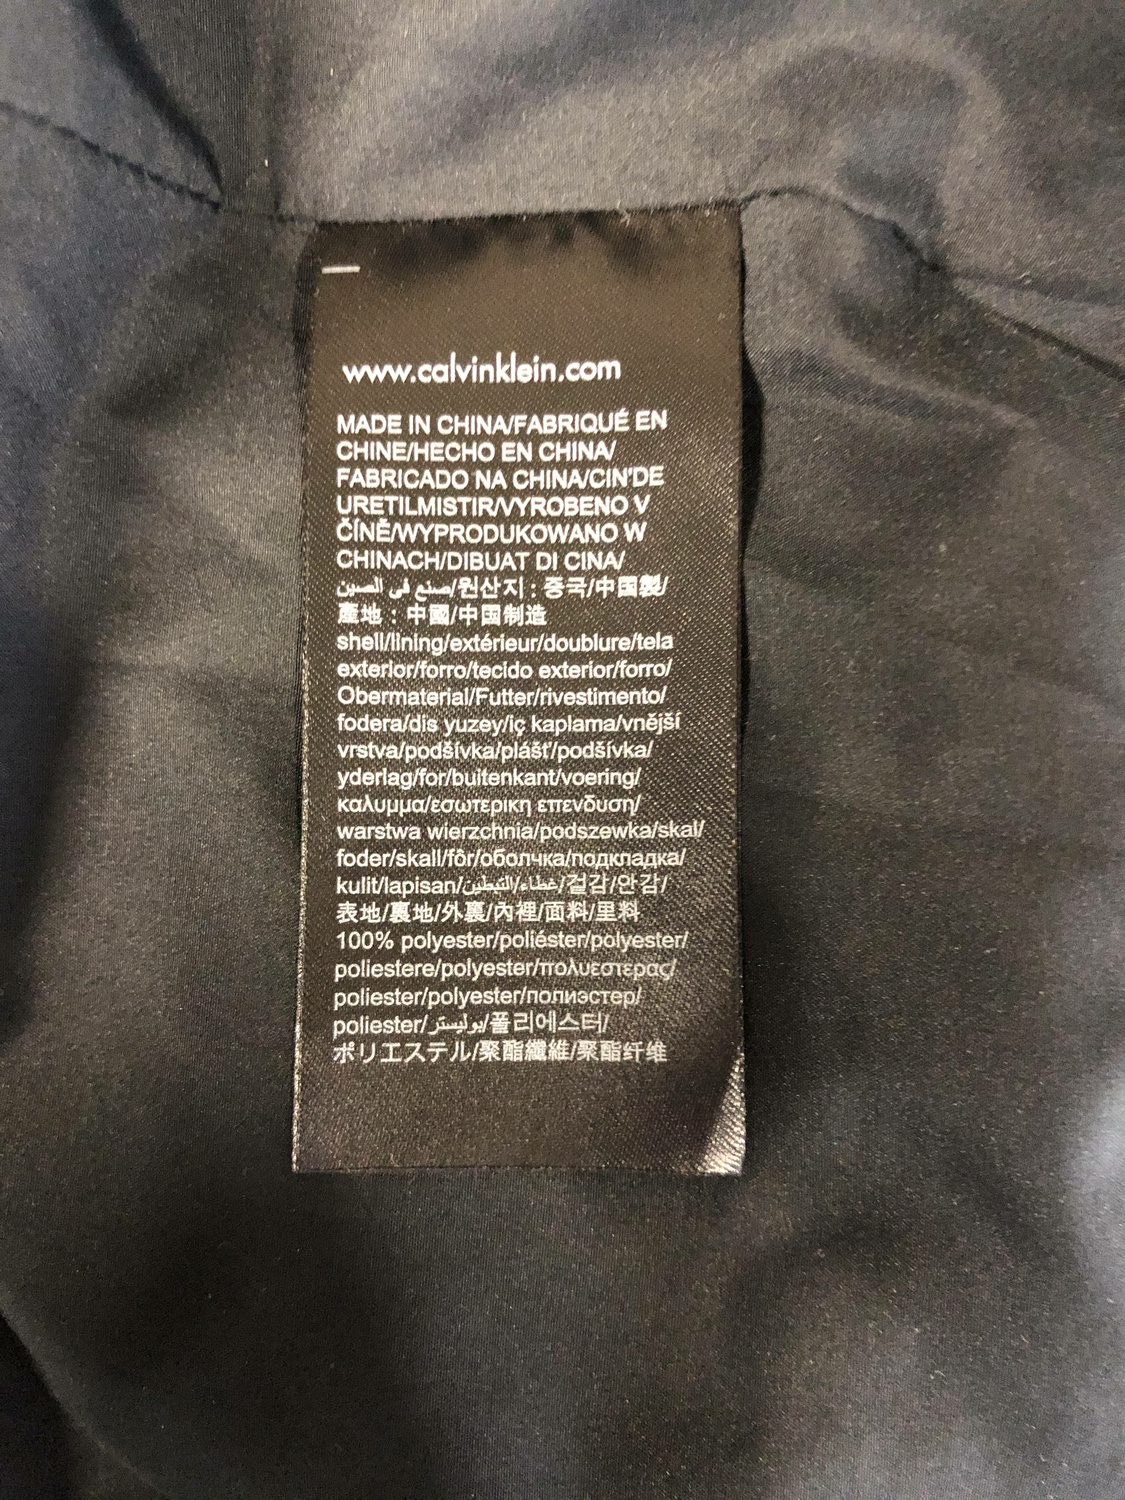 www.calvinklein.com
MADE IN CHINA/FABRIQUÉ EN
CHINE/HECHO EN CHINA/
FABRICADO NA CHINA/CIN'DE
URETILMISTIR/VYROBENO V
ČÍNĚ/WYPRODUKOWANO W
CHINACH/DIBUAT DI CINA/
صنع في الصين/원산지 : 중국/中国製/
產地 : 中國/中国制造
shell/lining/extérieur/doublure/tela
exterior/forro/tecido exterior/forro/
Obermaterial/Futter/rivestimento/
fodera/dis yuzey/iç kaplama/vnější
vrstva/podšívka/plášť/podšívka/
yderlag/for/buitenkant/voering/
καλυμμα/εσωτερικη επενδυση/
warstwa wierzchnia/podszewka/skal/
foder/skall/fôr/оболчка/подкладка/
kulit/lapisan/غطاء/التبطين/겉감/안감/
表地/裏地/外裏/內裡/面料/里料
100% polyester/poliéster/polyester/
poliestere/polyester/πολυεστερας/
poliester/polyester/полиэстер/
poliester/بوليستر/폴리에스터/
ポリエステル/聚酯纖維/聚酯纤维